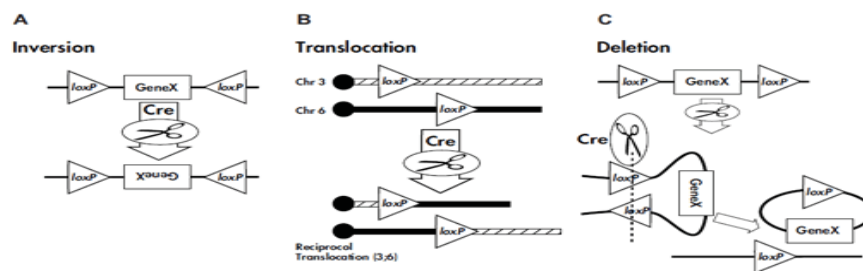 A
Inversion
loxP GeneX loxP
Cre
loxP GeneX loxP
B
Translocation
Chr 3 loxP
Chr 6 loxP
Cre
loxP
loxP
Reciprocol
Translocation (3;6)
C
Deletion
loxP GeneX loxP
Cre
loxP
GeneX
loxP
loxP
GeneX
loxP